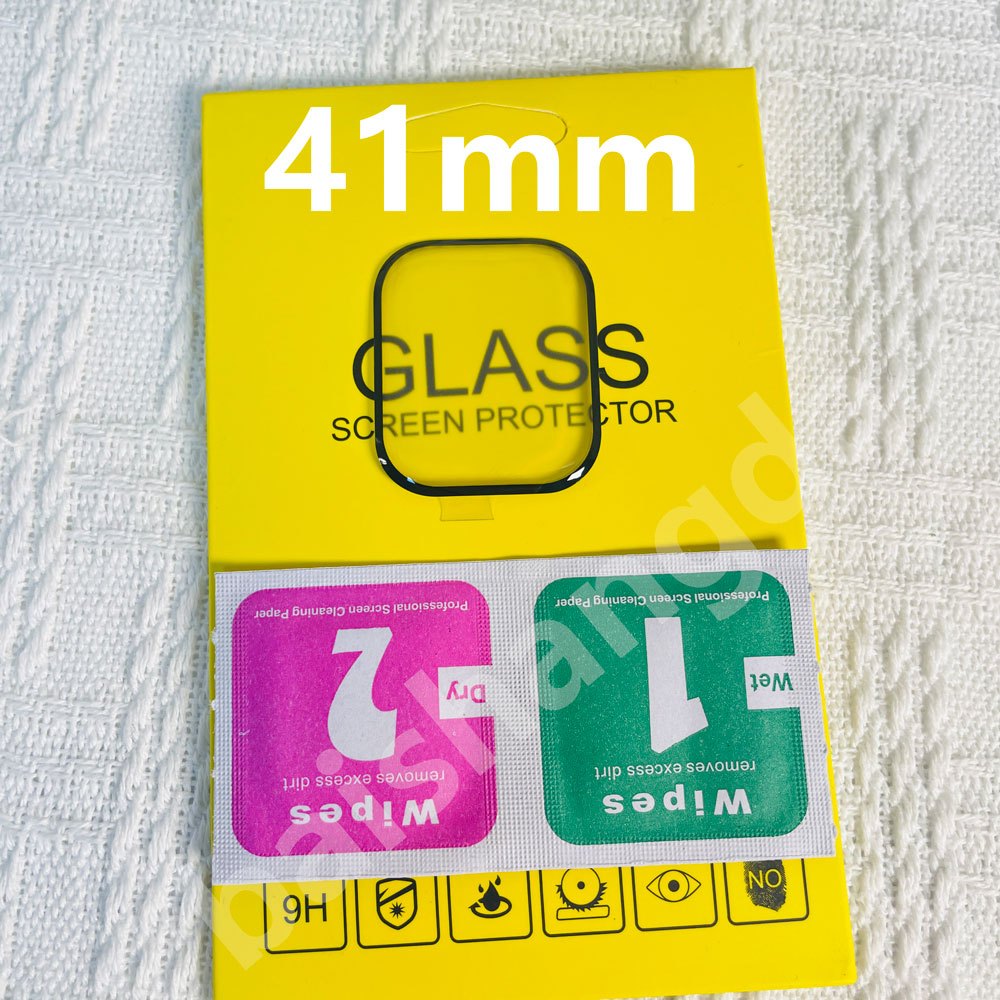 41mm
GLASS
SCREEN PROTECTOR
Professional Screen Cleaning Paper
2
Dry
removes excess dirt
Wipes
Professional Screen Cleaning Paper
1
Wet
removes excess dirt
Wipes
9H
NO
baishangd